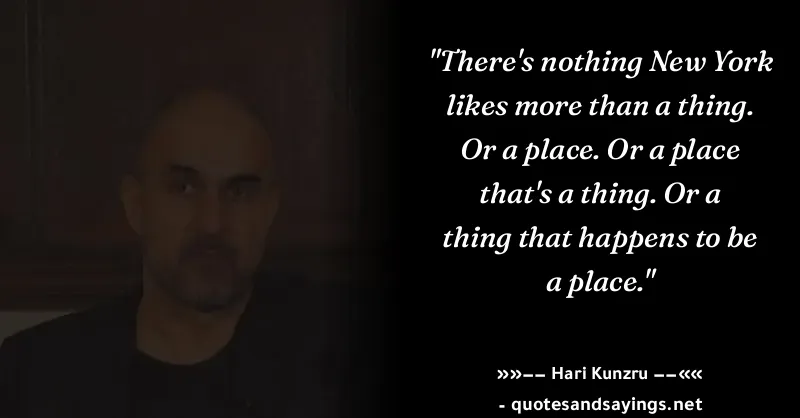 "There's nothing New York
likes more than a thing.
Or a place. Or a place
that's a thing. Or a
thing that happens to be
a place."
»»−− Hari Kunzru −−««
- quotesandsayings.net